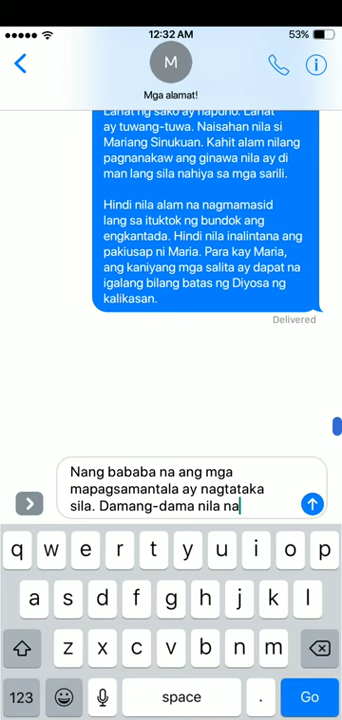 12:32 AM
53%
M
Mga alamat!
Lahat ng sako ay napuno. Lahat
ay tuwang-tuwa. Naisahan nila si
Mariang Sinukuan. Kahit alam nilang
pagnanakaw ang ginawa nila ay di
man lang sila nahiya sa mga sarili.
Hindi nila alam na nagmamasid
lang sa ituktok ng bundok ang
engkantada. Hindi nila inalintana ang
pakiusap ni Maria. Para kay Maria,
ang kaniyang mga salita ay dapat na
igalang bilang batas ng Diyosa ng
kalikasan.
Delivered
Nang bababa na ang mga
mapagsamantala ay nagtataka
sila. Damang-dama nila na
q w e r t y u i o p
a s d f g h j k l
z x c v b n m
123 space . Go